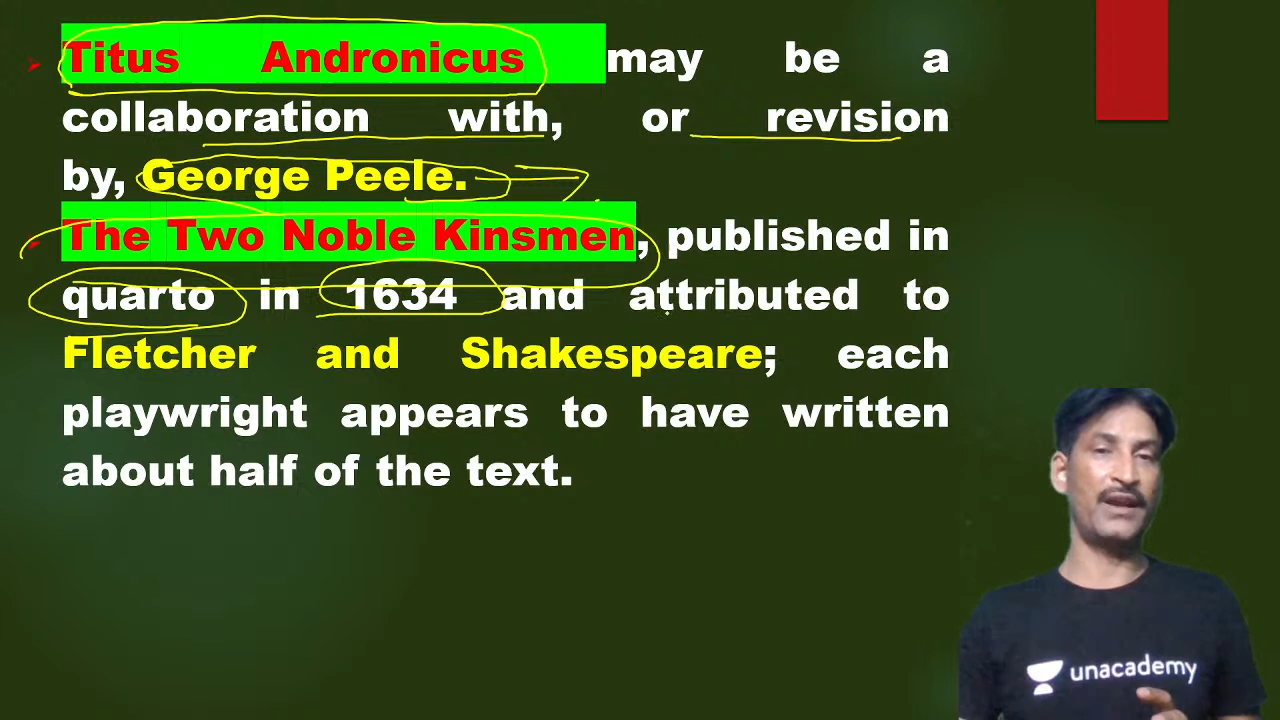 Titus Andronicus may be a
collaboration with, or revision
by, George Peele.
The Two Noble Kinsmen, published in
quarto in 1634 and attributed to
Fletcher and Shakespeare; each
playwright appears to have written
about half of the text.
unacademy